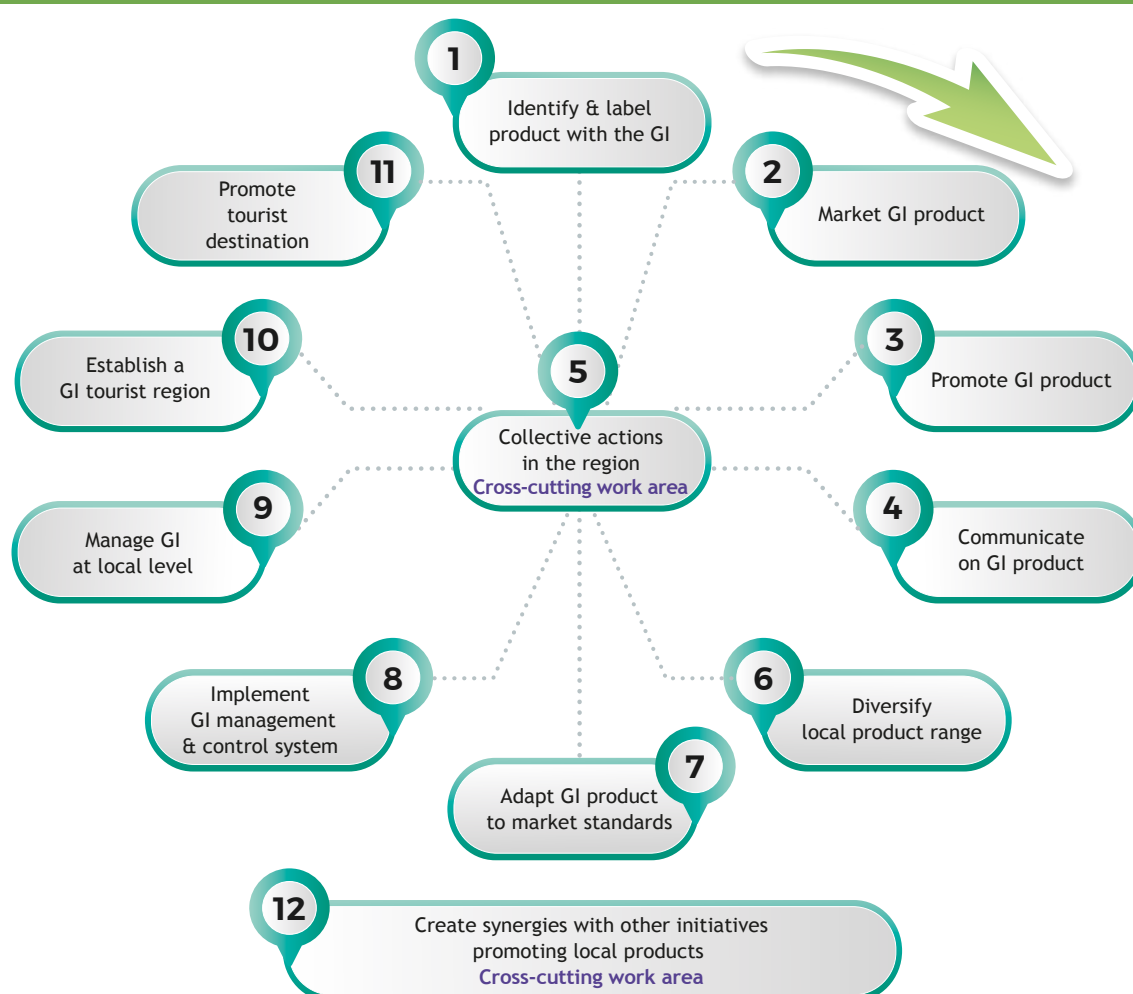 1
Identify & label
product with the GI
2
Market GI product
3
Promote GI product
4
Communicate
on GI product
5
Collective actions
in the region
Cross-cutting work area
6
Diversify
local product range
7
Adapt GI product
to market standards
8
Implement
GI management
& control system
9
Manage GI
at local level
10
Establish a
GI tourist region
11
Promote
tourist
destination
12
Create synergies with other initiatives
promoting local products
Cross-cutting work area